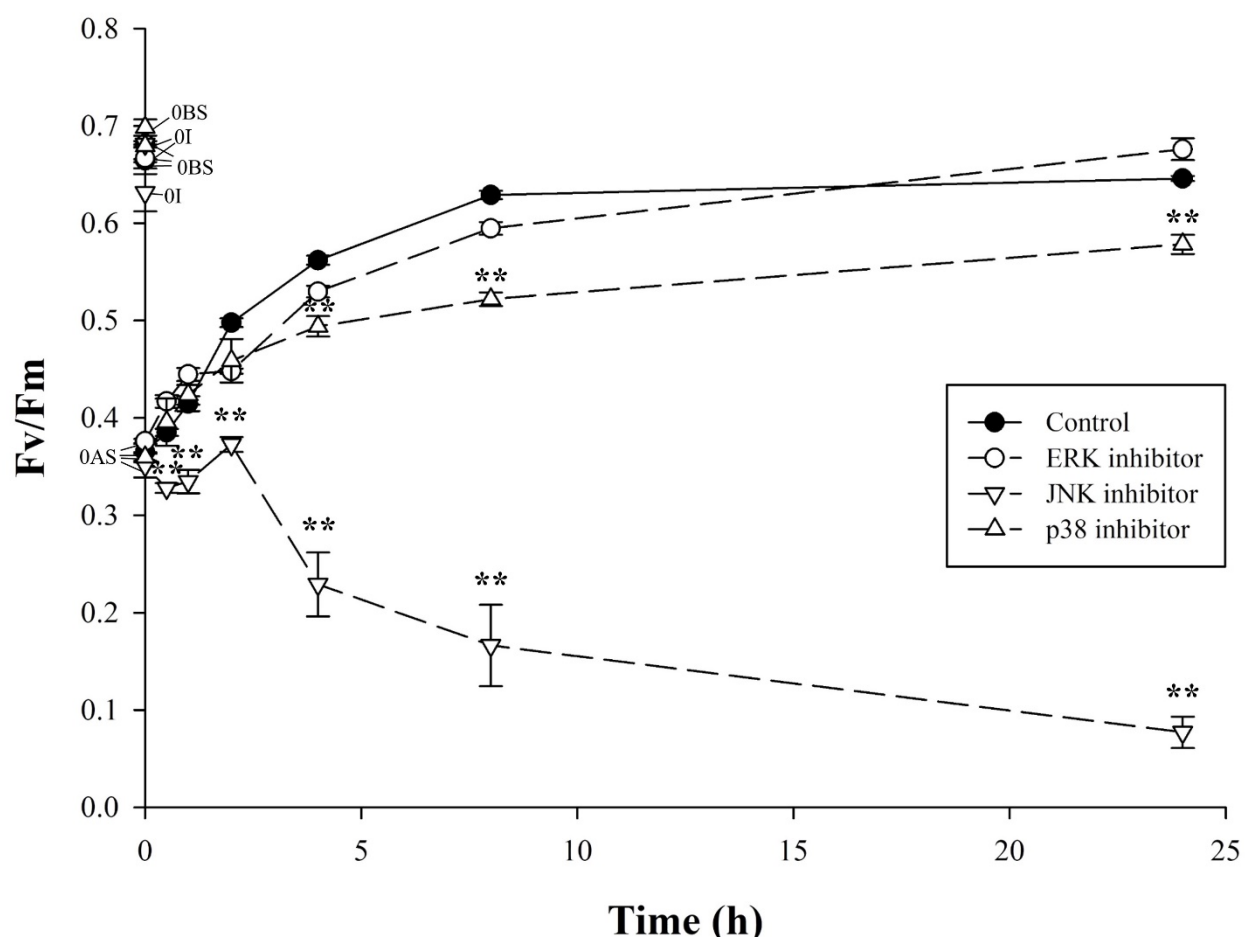 0.8
0.7
0.6
0.5
0.4
0.3
0.2
0.1
0.0
Fv/Fm
0BS
0I
0BS
0I
0AS
**
**
**
**
**
**
**
**
**
Control
ERK inhibitor
JNK inhibitor
p38 inhibitor
0
5
10
15
20
25
Time (h)